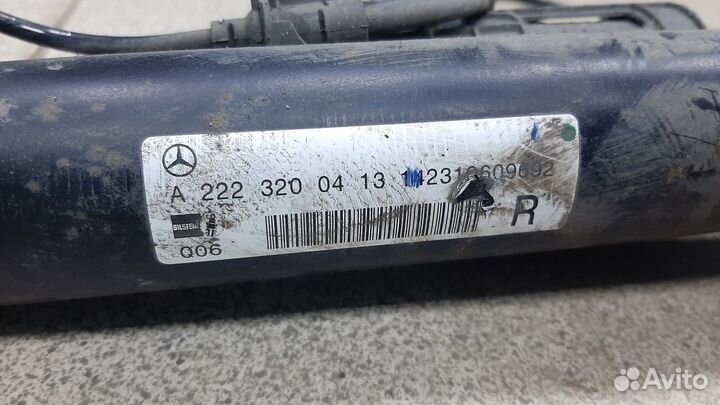 A 222 320 04 13
BILSTEIN
R
Q06
Avito